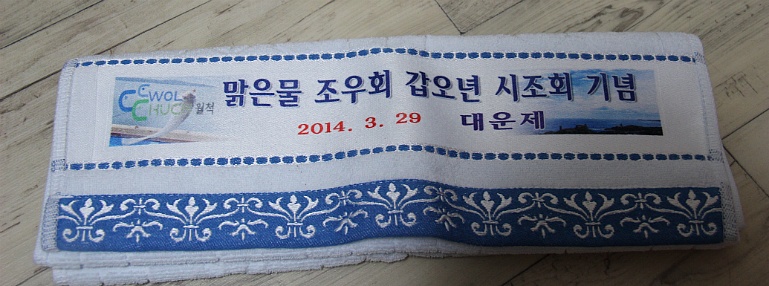 맑은물 조우회 갑오년 시조회 기념
2014. 3. 29 대운제
CWOL
CCHUC
월척